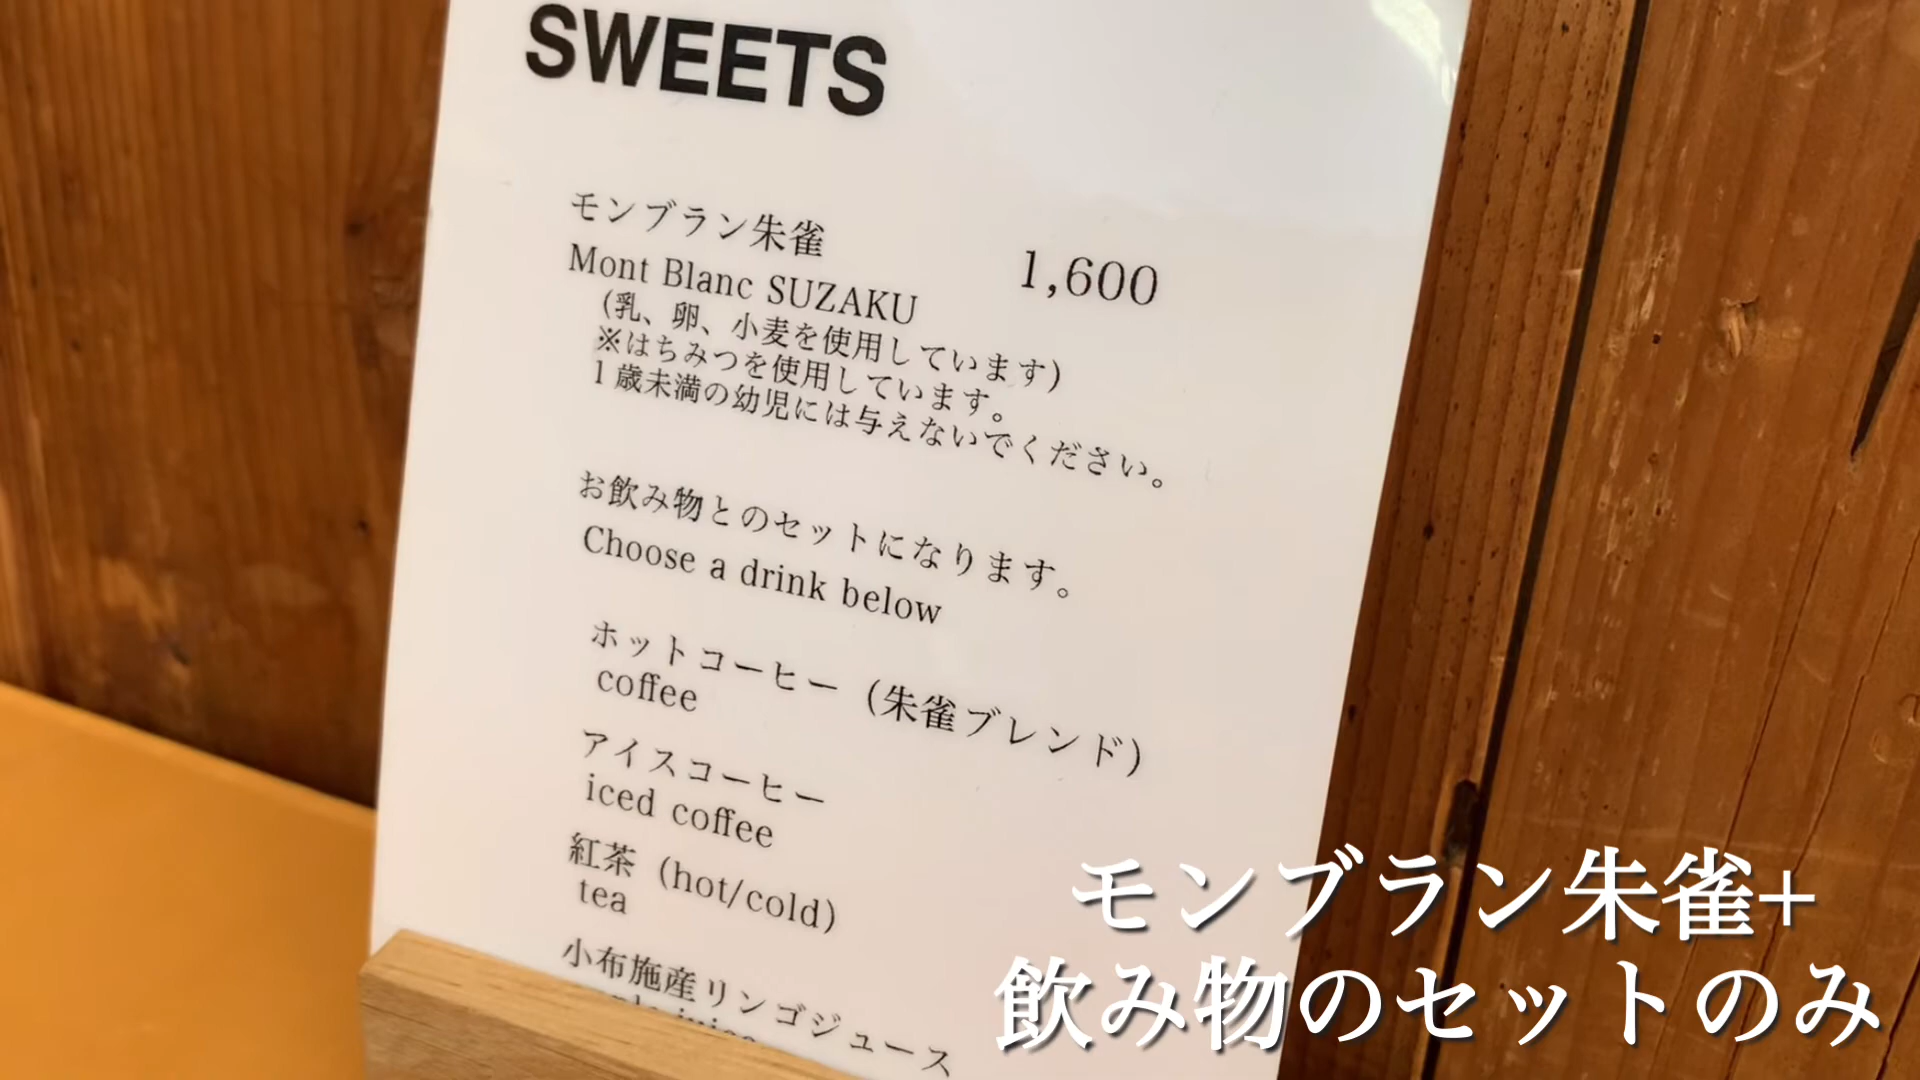 SWEETS
モンブラン朱雀
1,600
Mont Blanc SUZAKU
(乳、卵、小麦を使用しています)
※はちみつを使用しています。
1歳未満の幼児には与えないでください。
お飲み物とのセットになります。
Choose a drink below
ホットコーヒー（朱雀ブレンド）
coffee
アイスコーヒー
iced coffee
紅茶（hot/cold）
tea
小布施産リンゴジュース
モンブラン朱雀+
飲み物のセットのみ